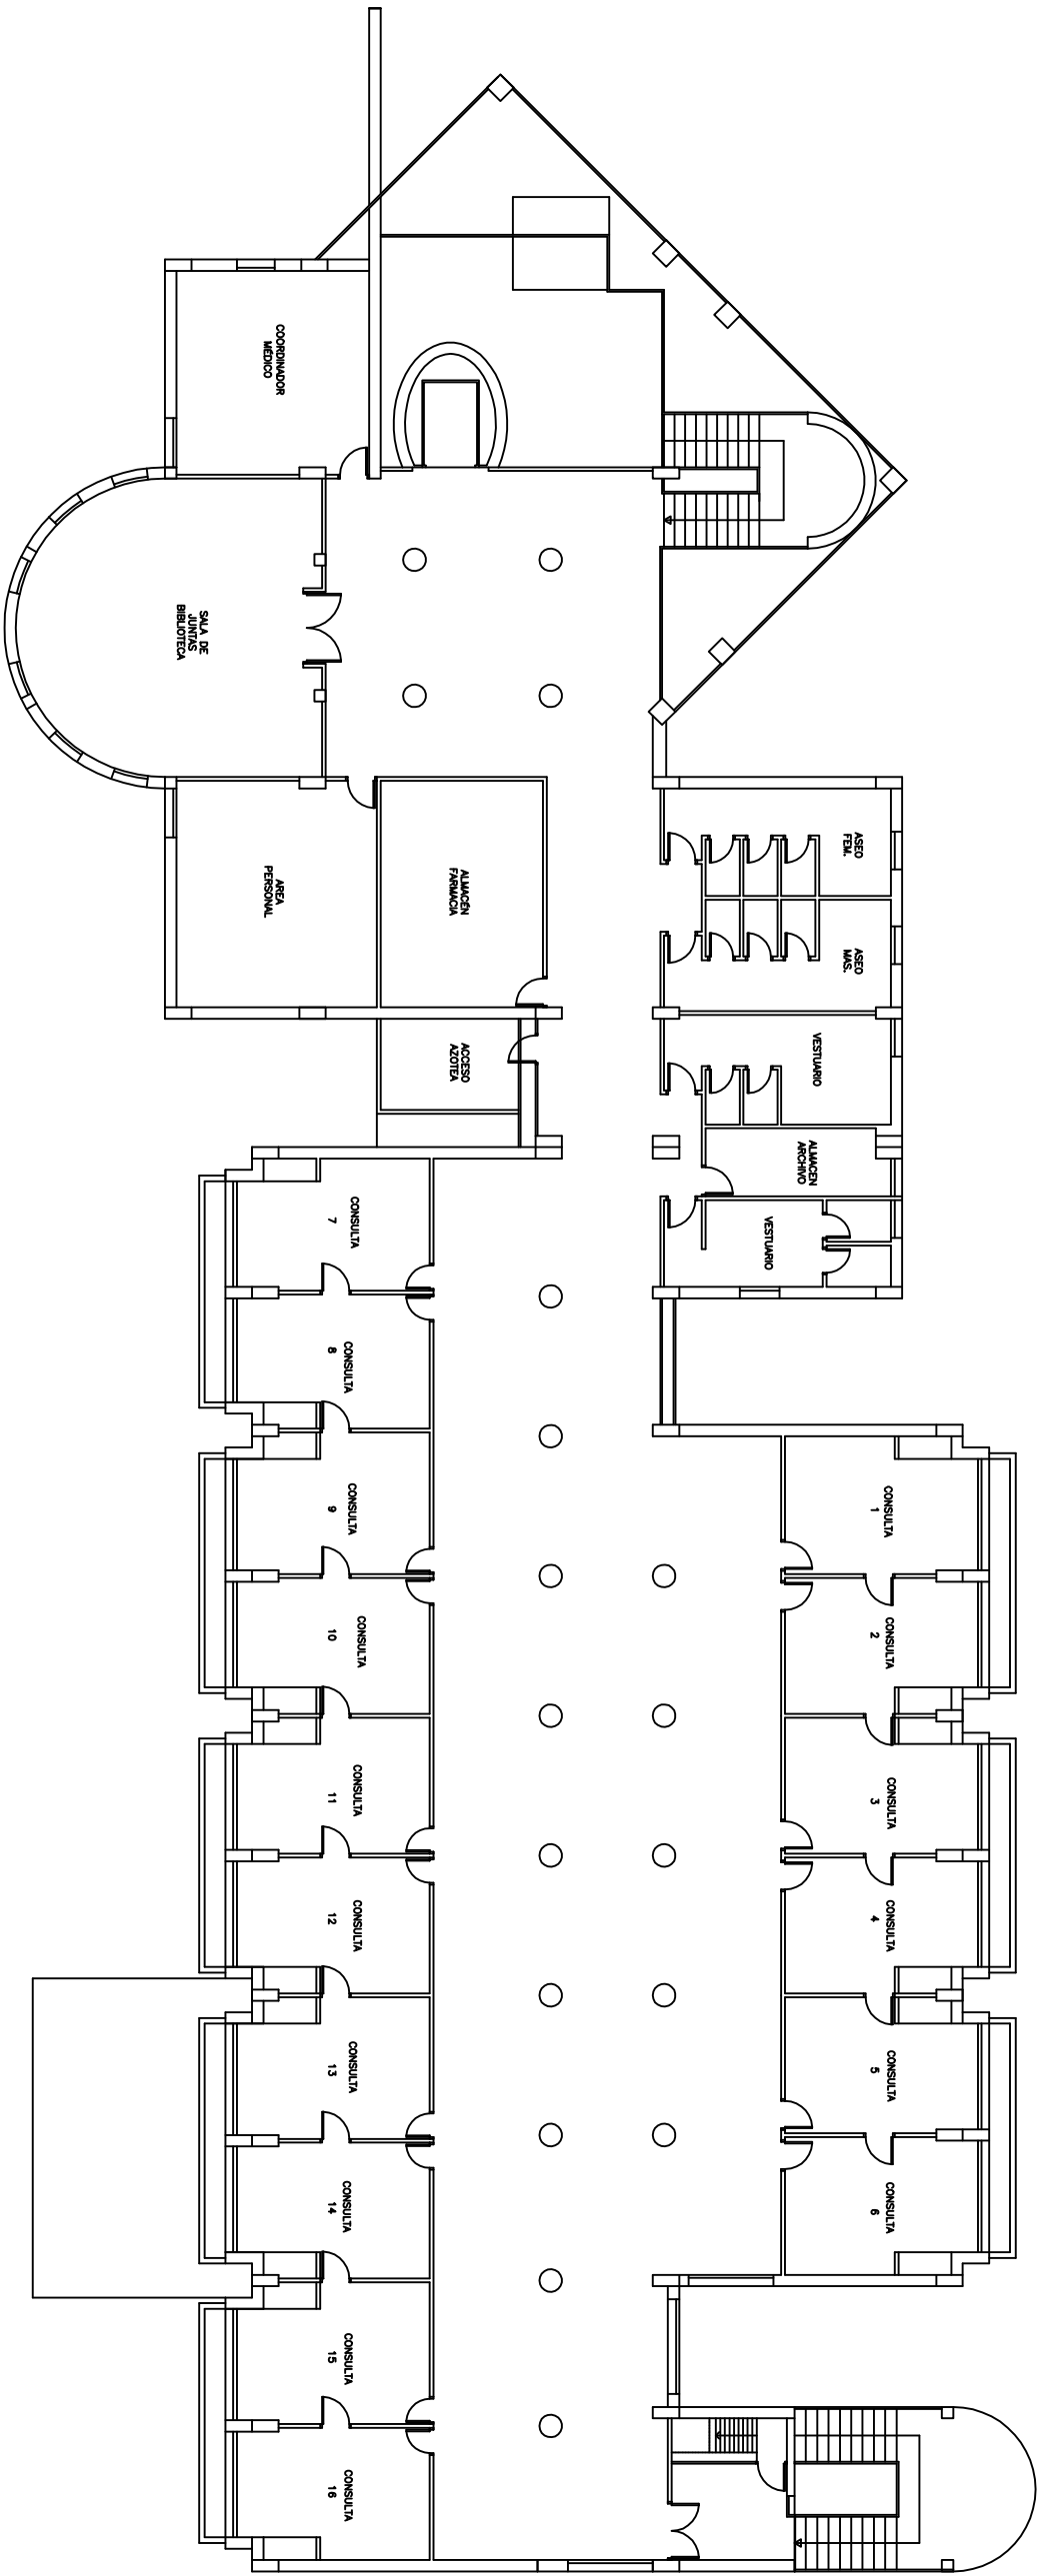 COORDINADOR
MÉDICO
SALA DE
JUNTAS
BIBLIOTECA
AREA
PERSONAL
ALMACÉN
FARMACIA
ACCESO
AZOTEA
ASEO
FEM.
ASEO
MAS.
VESTUARIO
ALMACEN
ARCHIVO
VESTUARIO
CONSULTA
1
CONSULTA
2
CONSULTA
3
CONSULTA
4
CONSULTA
5
CONSULTA
6
CONSULTA
7
CONSULTA
8
CONSULTA
9
CONSULTA
10
CONSULTA
11
CONSULTA
12
CONSULTA
13
CONSULTA
14
CONSULTA
15
CONSULTA
16